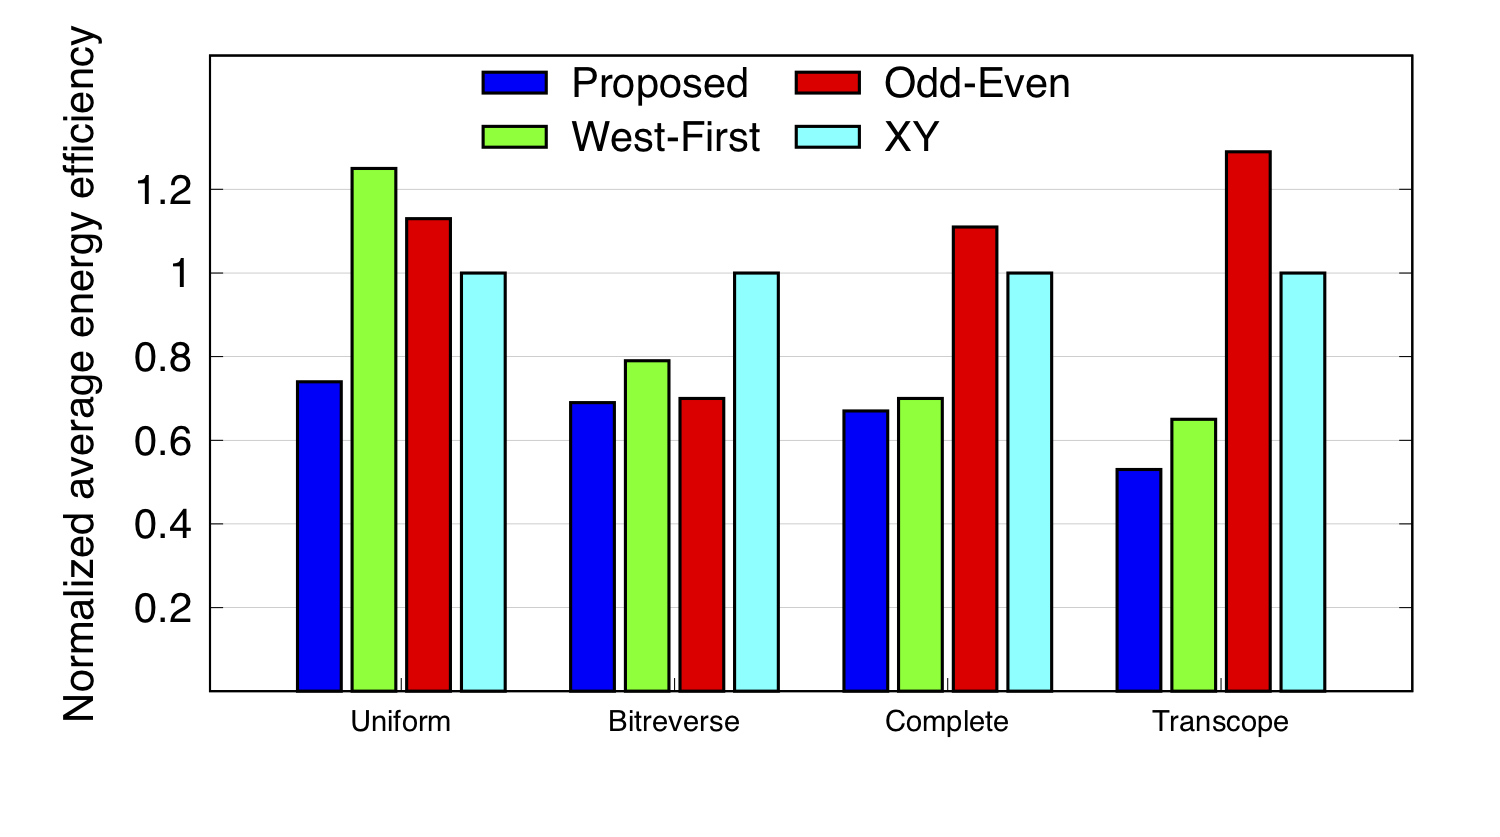 Normalized average energy efficiency
Proposed
Odd-Even
West-First
XY
1.2
1
0.8
0.6
0.4
0.2
Uniform Bitreverse Complete Transcope